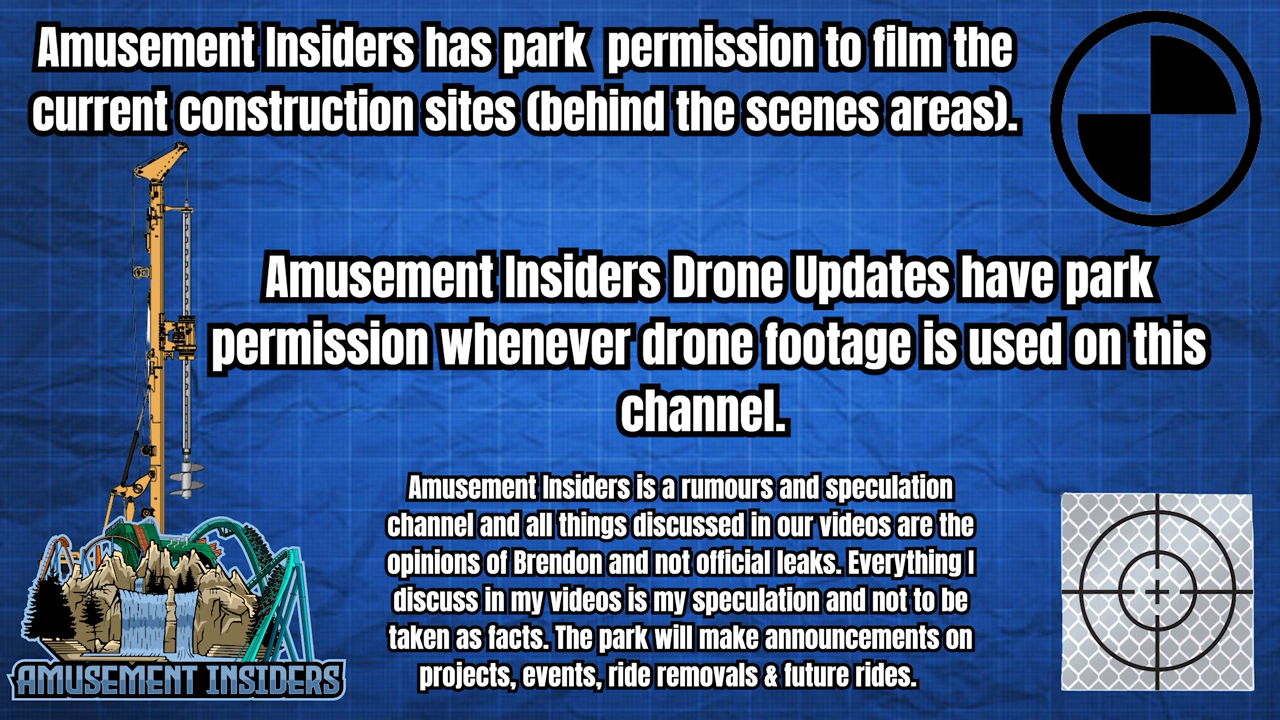 Amusement Insiders has park  permission to film the
current construction sites (behind the scenes areas).
Amusement Insiders Drone Updates have park
permission whenever drone footage is used on this
channel.
Amusement Insiders is a rumours and speculation
channel and all things discussed in our videos are the
opinions of Brendon and not official leaks. Everything I
discuss in my videos is my speculation and not to be
taken as facts. The park will make announcements on
projects, events, ride removals & future rides.
AMUSEMENT INSIDERS